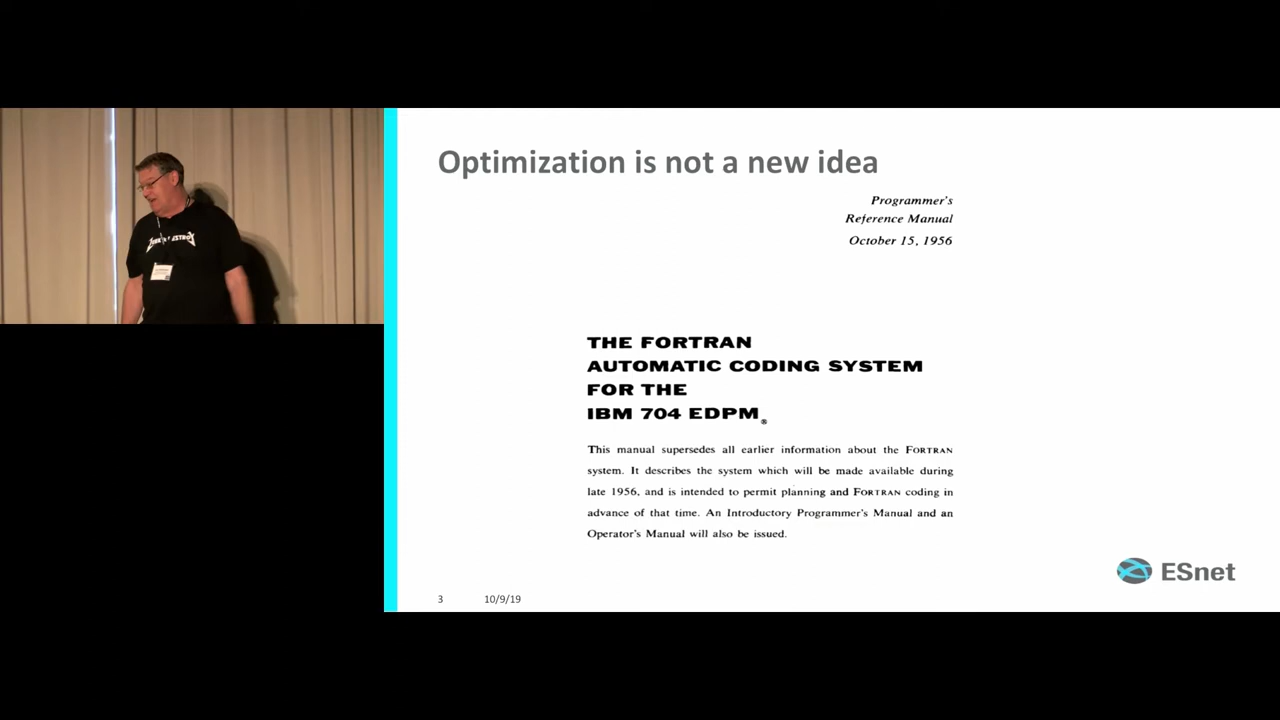 Optimization is not a new idea
Programmer's
Reference Manual
October 15, 1956
THE FORTRAN
AUTOMATIC CODING SYSTEM
FOR THE
IBM 704 EDPM®
This manual supersedes all earlier information about the FORTRAN
system. It describes the system which will be made available during
late 1956, and is intended to permit planning and FORTRAN coding in
advance of that time. An Introductory Programmer's Manual and an
Operator's Manual will also be issued.
ESnet
3 10/9/19